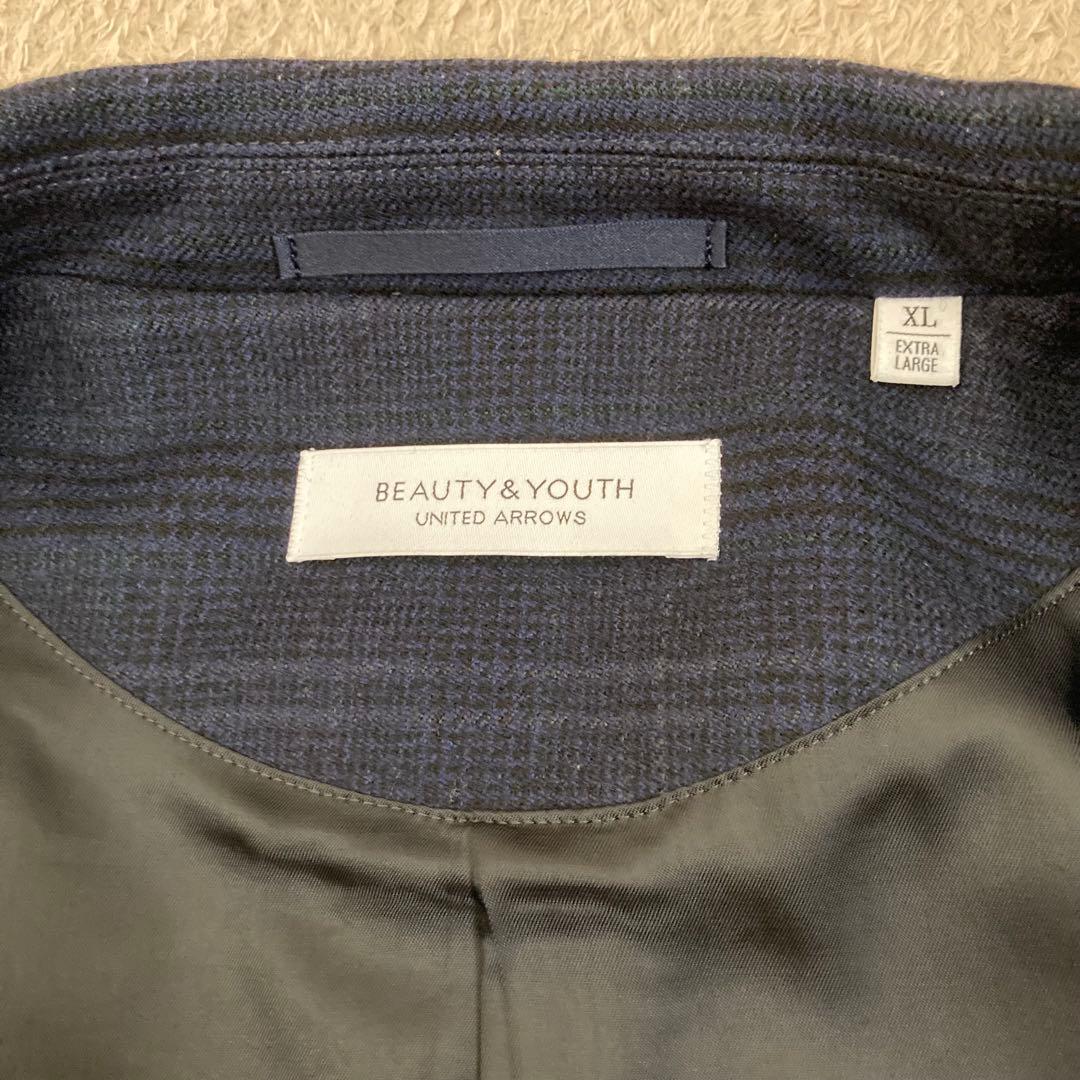 XL
EXTRA
LARGE
BEAUTY&YOUTH
UNITED ARROWS